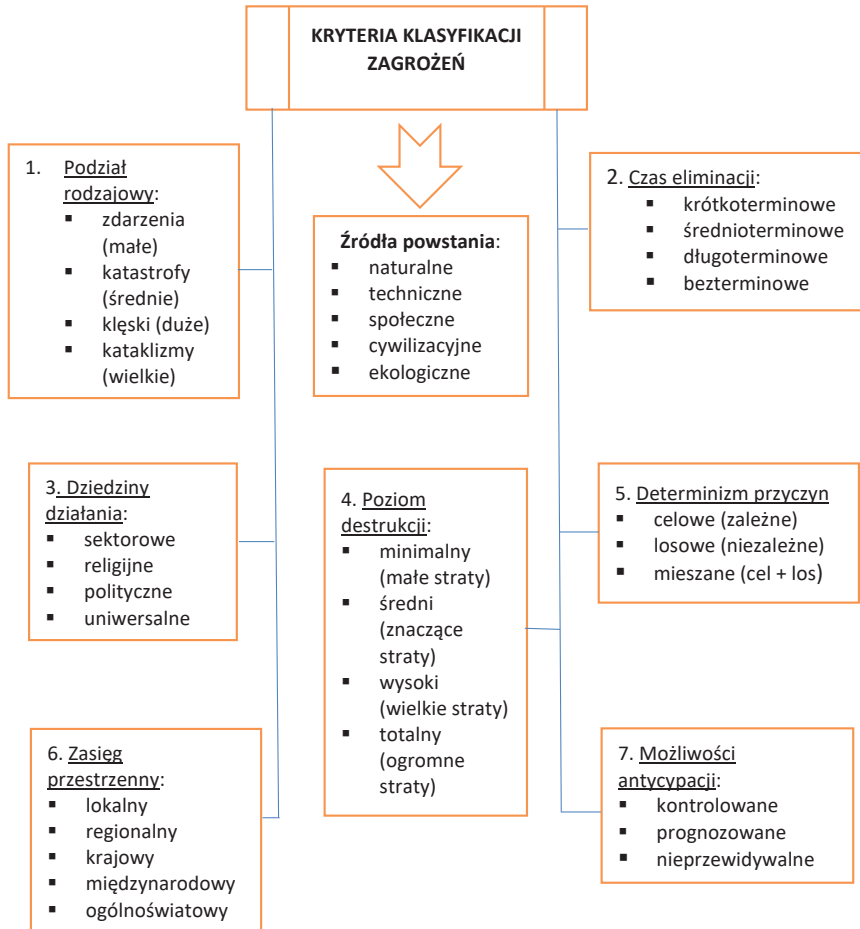 KRYTERIA KLASYFIKACJI
ZAGROŻEŃ
1. Podział
rodzajowy:
▪ zdarzenia
(małe)
▪ katastrofy
(średnie)
▪ klęski (duże)
▪ kataklizmy
(wielkie)
Źródła powstania:
▪ naturalne
▪ techniczne
▪ społeczne
▪ cywilizacyjne
▪ ekologiczne
2. Czas eliminacji:
▪ krótkoterminowe
▪ średnioterminowe
▪ długoterminowe
▪ bezterminowe
3. Dziedziny
działania:
▪ sektorowe
▪ religijne
▪ polityczne
▪ uniwersalne
4. Poziom
destrukcji:
▪ minimalny
(małe straty)
▪ średni
(znaczące
straty)
▪ wysoki
(wielkie straty)
▪ totalny
(ogromne
straty)
5. Determinizm przyczyn
▪ celowe (zależne)
▪ losowe (niezależne)
▪ mieszane (cel + los)
6. Zasięg
przestrzenny:
▪ lokalny
▪ regionalny
▪ krajowy
▪ międzynarodowy
▪ ogólnoświatowy
7. Możliwości
antycypacji:
▪ kontrolowane
▪ prognozowane
▪ nieprzewidywalne